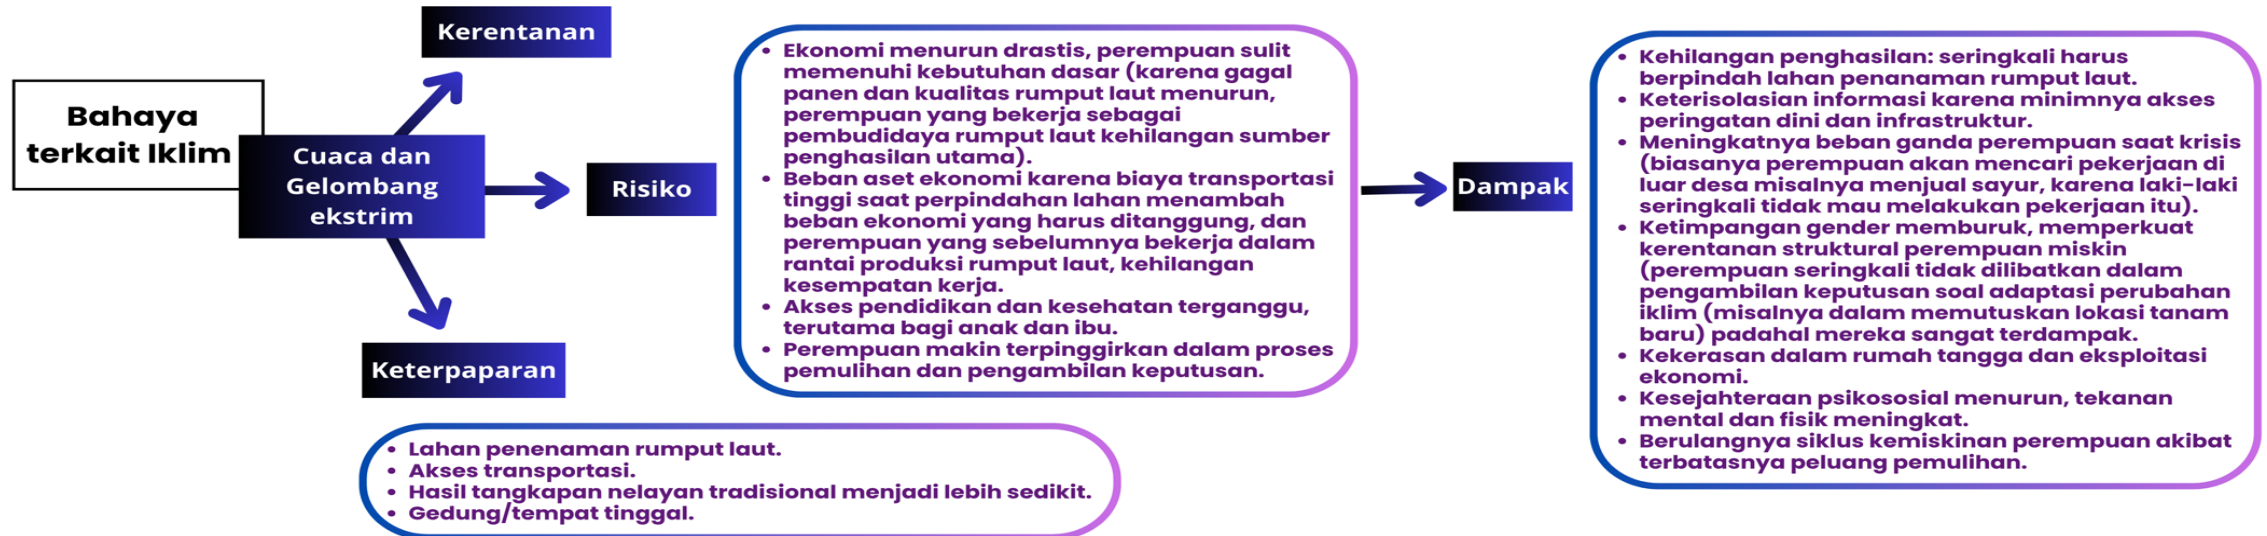 Bahaya
terkait Iklim
Kerentanan
Cuaca dan
Gelombang
ekstrim
Risiko
Keterpaparan
• Ekonomi menurun drastis, perempuan sulit
memenuhi kebutuhan dasar (karena gagal
panen dan kualitas rumput laut menurun,
perempuan yang bekerja sebagai
pembudidaya rumput laut kehilangan sumber
penghasilan utama).
• Beban aset ekonomi karena biaya transportasi
tinggi saat perpindahan lahan menambah
beban ekonomi yang harus ditanggung, dan
perempuan yang sebelumnya bekerja dalam
rantai produksi rumput laut, kehilangan
kesempatan kerja.
• Akses pendidikan dan kesehatan terganggu,
terutama bagi anak dan ibu.
• Perempuan makin terpinggirkan dalam proses
pemulihan dan pengambilan keputusan.
• Lahan penenaman rumput laut.
• Akses transportasi.
• Hasil tangkapan nelayan tradisional menjadi lebih sedikit.
• Gedung/tempat tinggal.
Dampak
• Kehilangan penghasilan: seringkali harus
berpindah lahan penanaman rumput laut.
• Keterisolasian informasi karena minimnya akses
peringatan dini dan infrastruktur.
• Meningkatnya beban ganda perempuan saat krisis
(biasanya perempuan akan mencari pekerjaan di
luar desa misalnya menjual sayur, karena laki-laki
seringkali tidak mau melakukan pekerjaan itu).
• Ketimpangan gender memburuk, memperkuat
kerentanan struktural perempuan miskin
(perempuan seringkali tidak dilibatkan dalam
pengambilan keputusan soal adaptasi perubahan
iklim (misalnya dalam memutuskan lokasi tanam
baru) padahal mereka sangat terdampak.
• Kekerasan dalam rumah tangga dan eksploitasi
ekonomi.
• Kesejahteraan psikososial menurun, tekanan
mental dan fisik meningkat.
• Berulangnya siklus kemiskinan perempuan akibat
terbatasnya peluang pemulihan.